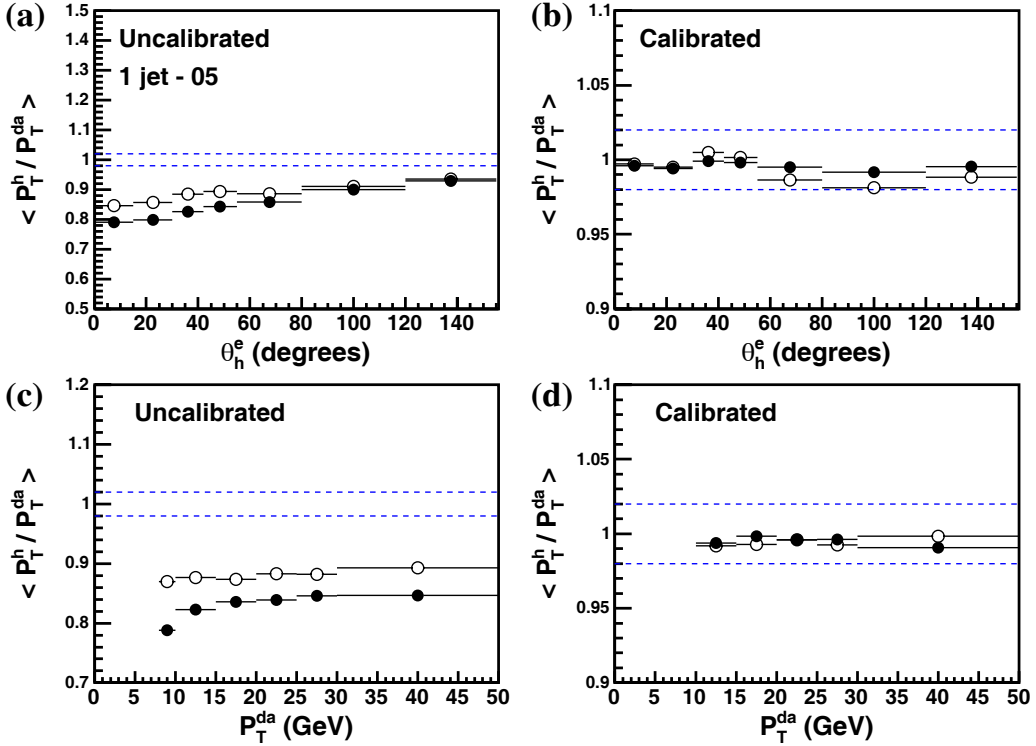 (a)
Uncalibrated
1 jet - 05
< P_T^h / P_T^da >
1.5
1.4
1.3
1.2
1.1
1
0.9
0.8
0.7
0.6
0.5
0 20 40 60 80 100 120 140
θ_h^e (degrees)
(b)
Calibrated
< P_T^h / P_T^da >
1.1
1.05
1
0.95
0.9
0 20 40 60 80 100 120 140
θ_h^e (degrees)
(c)
Uncalibrated
< P_T^h / P_T^da >
1.2
1.1
1
0.9
0.8
0.7
0 5 10 15 20 25 30 35 40 45 50
P_T^da (GeV)
(d)
Calibrated
< P_T^h / P_T^da >
1.1
1.05
1
0.95
0.9
0 5 10 15 20 25 30 35 40 45 50
P_T^da (GeV)